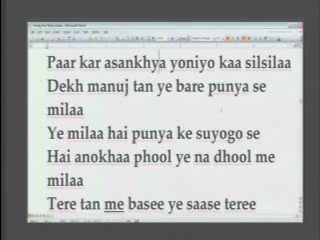 Paar kar asankhya yoniyo kaa silsilaa
Dekh manuj tan ye bare punya se
milaa
Ye milaa hai punya ke suyogo se
Hai anokhaa phool ye na dhool me
milaa
Tere tan me basee ye saase teree